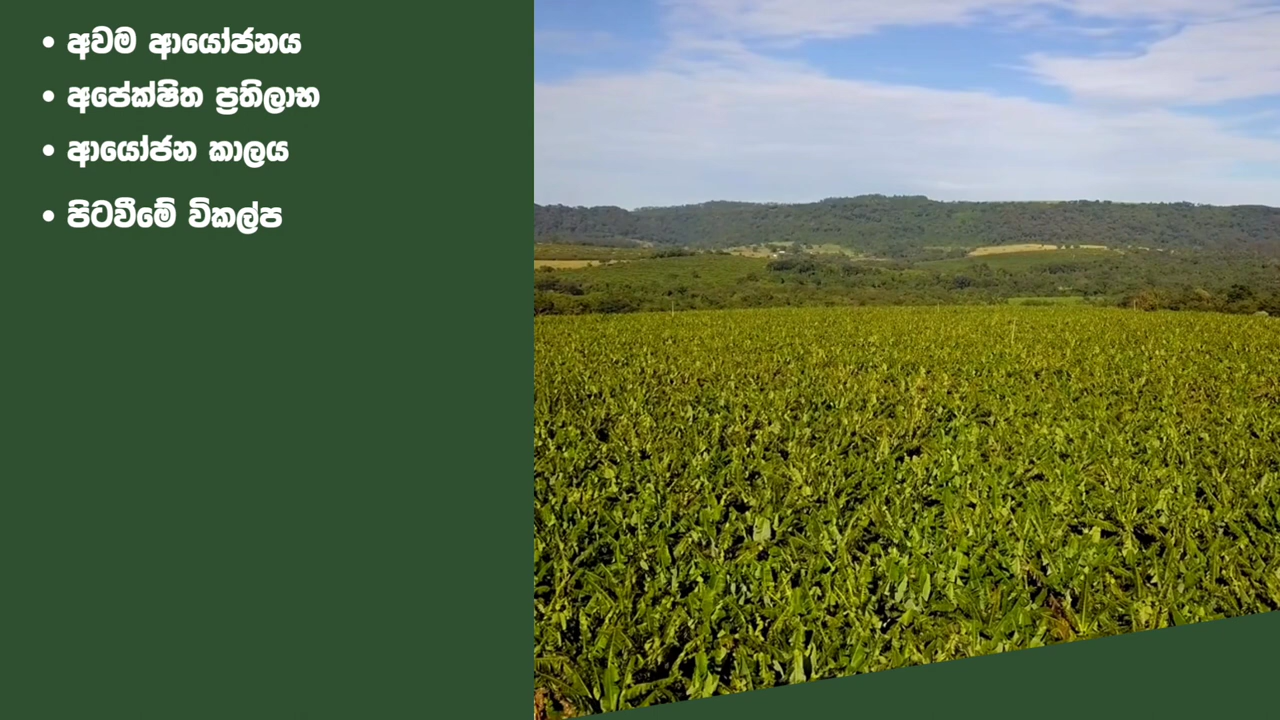 • අවම ආයෝජනය
• අපේක්ෂිත ප්‍රතිලාභ
• ආයෝජන කාලය
• පිටවීමේ විකල්ප